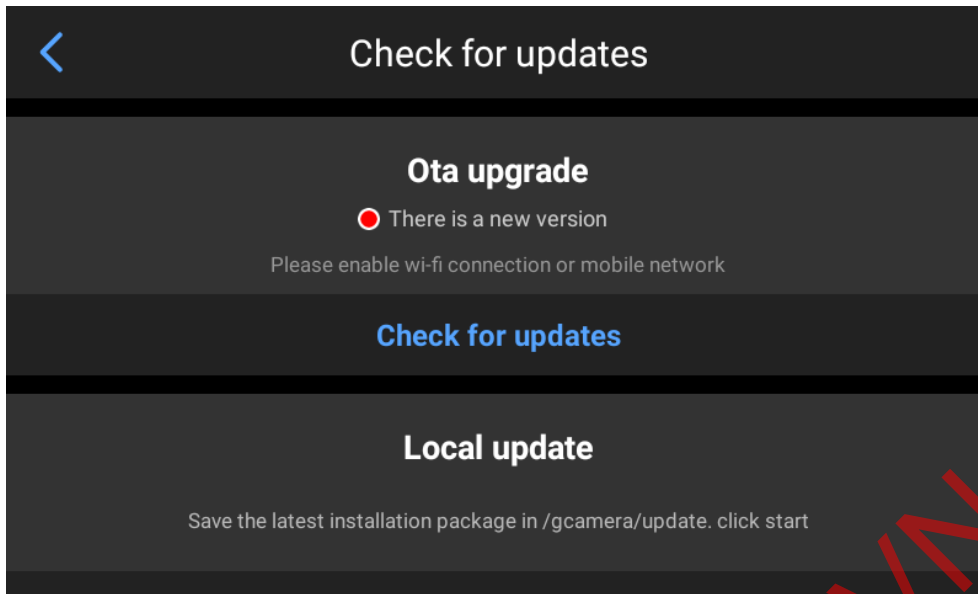 Check for updates
Ota upgrade
There is a new version
Please enable wi-fi connection or mobile network
Check for updates
Local update
Save the latest installation package in /gcamera/update. click start